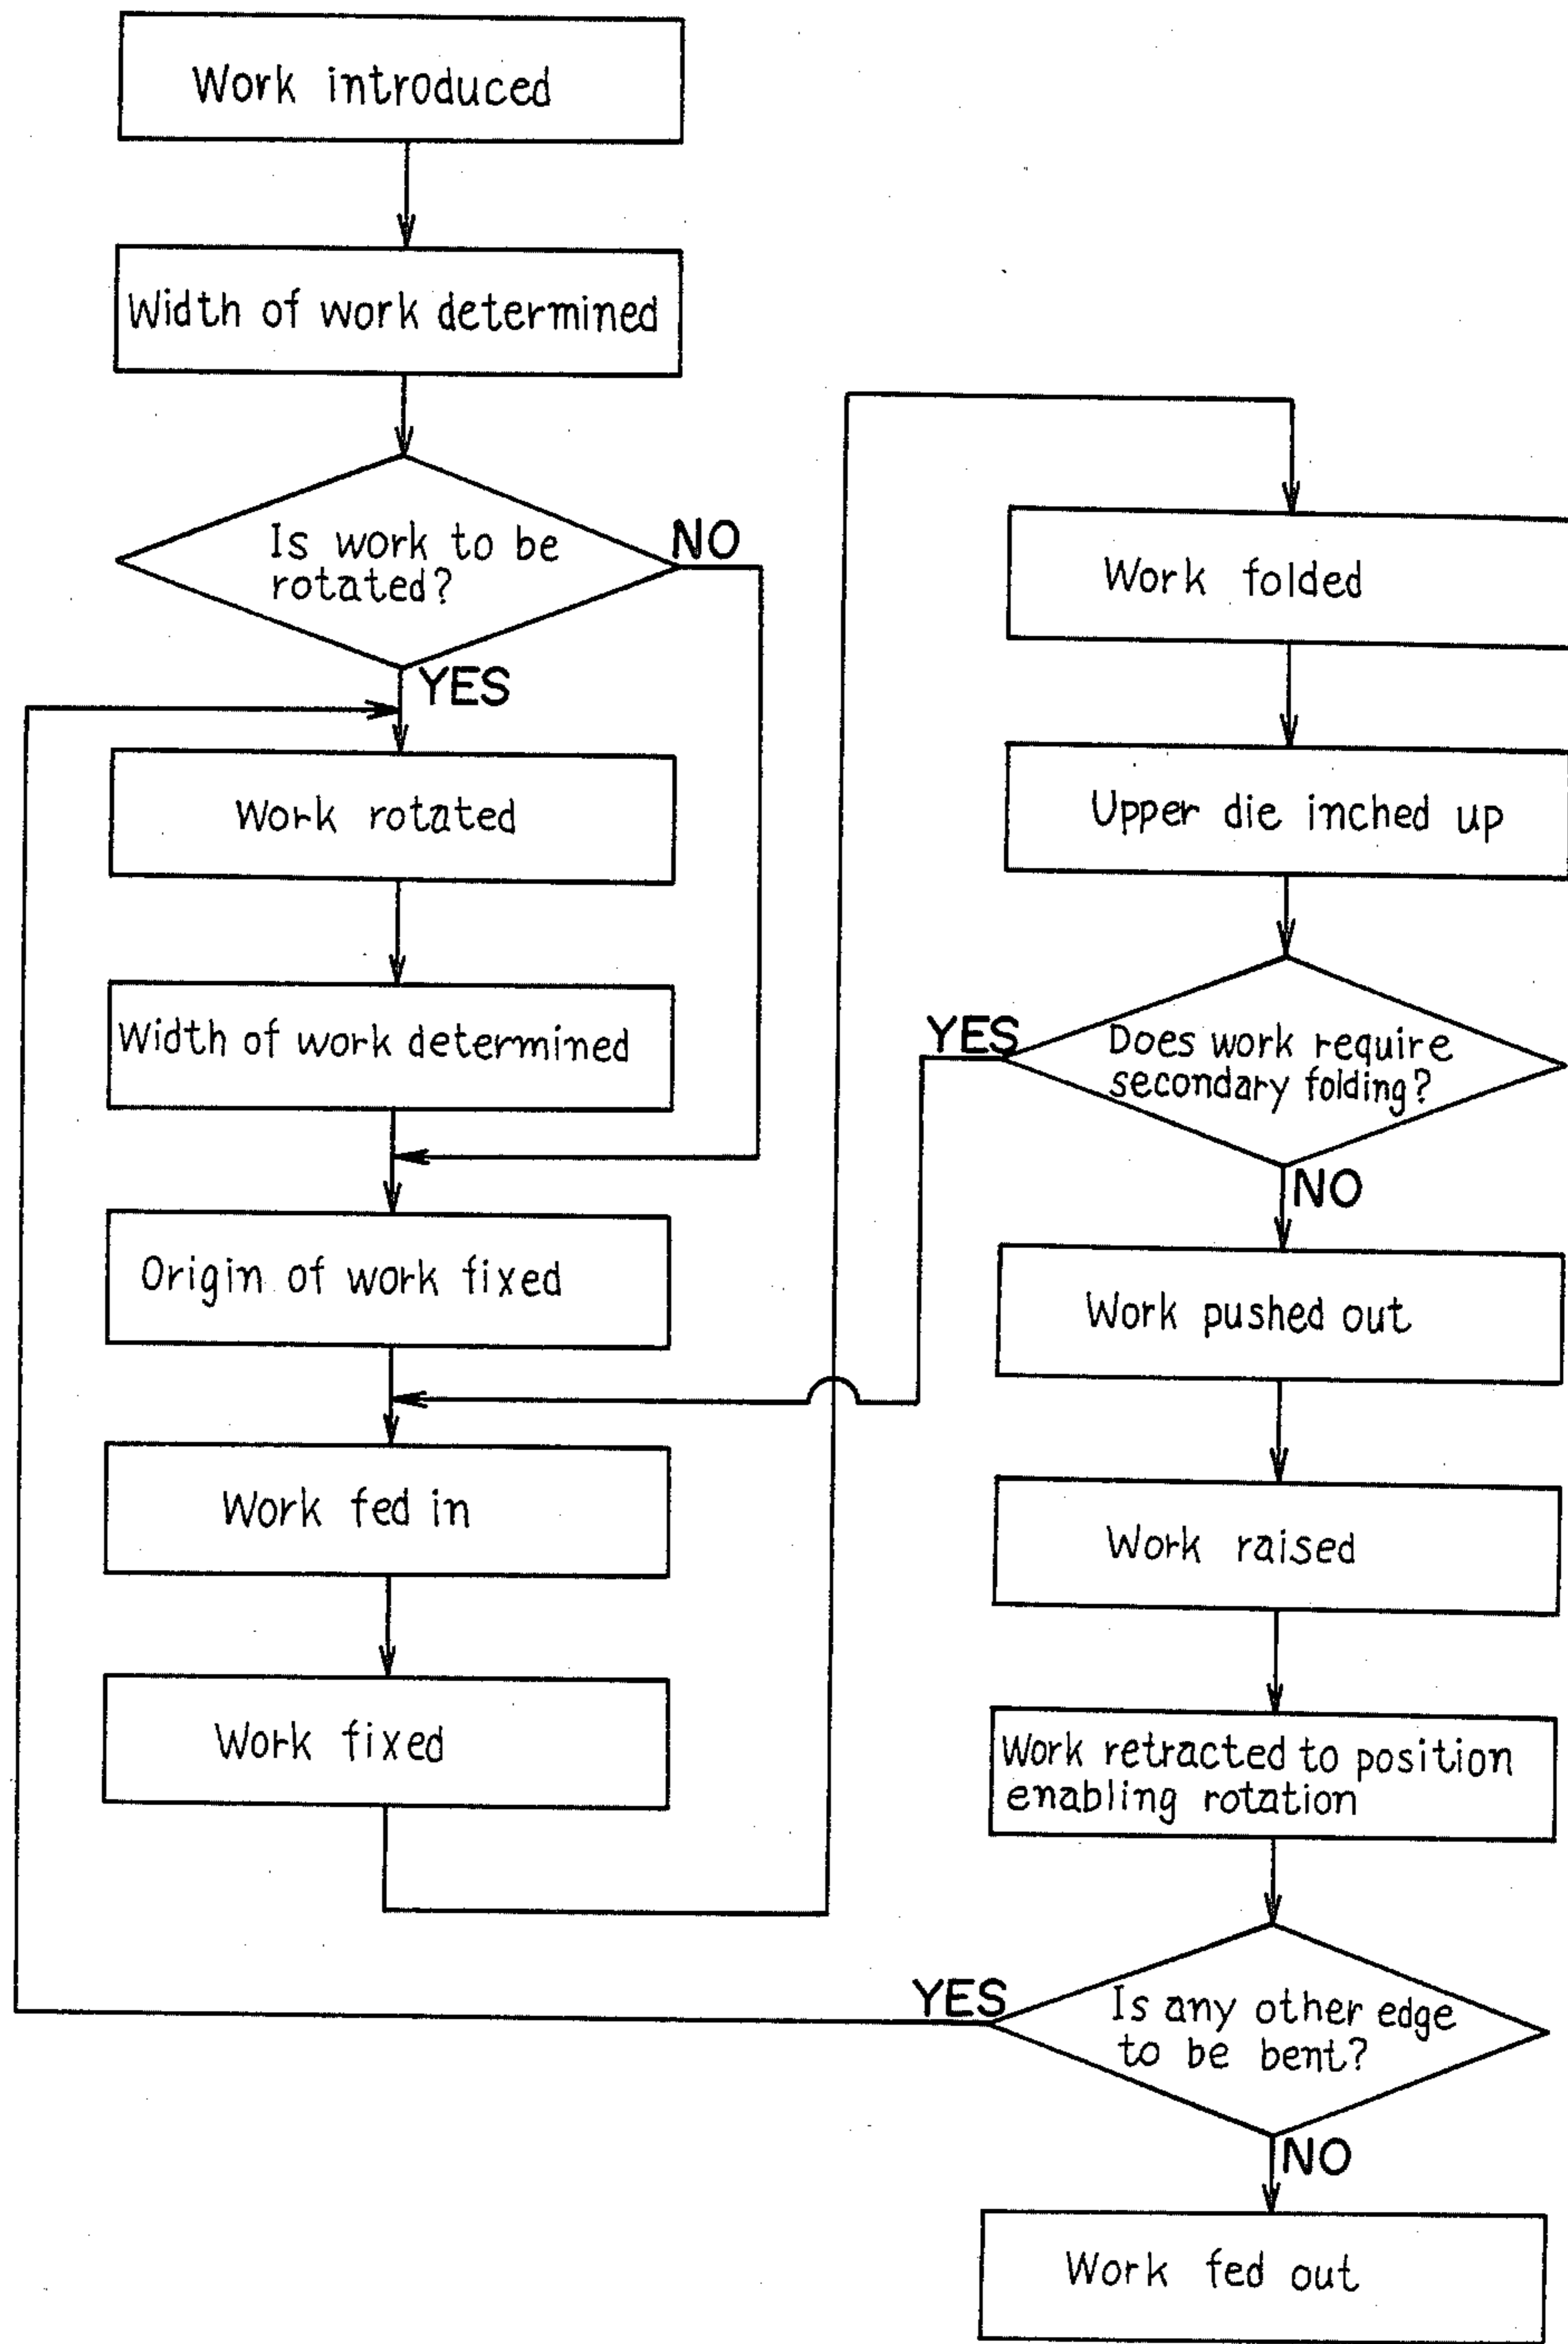 Work introduced
Width of work determined
Is work to be
rotated?
NO
YES
Work rotated
Width of work determined
Origin of work fixed
Work fed in
Work fixed
Work folded
Upper die inched up
YES
Does work require
secondary folding?
NO
Work pushed out
Work raised
Work retracted to position
enabling rotation
YES
Is any other edge
to be bent?
NO
Work fed out